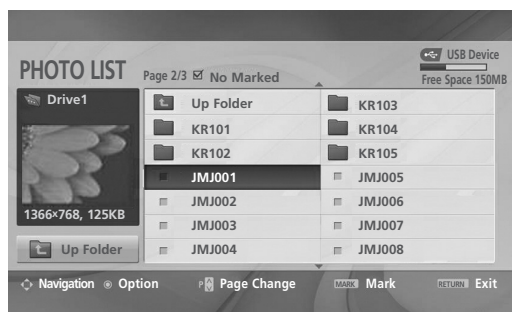 USB Device
PHOTO LIST
Page 2/3 No Marked
Free Space 150MB
Drive1
Up Folder
KR101
KR102
JMJ001
JMJ002
JMJ003
JMJ004
KR103
KR104
KR105
JMJ005
JMJ006
JMJ007
JMJ008
1366×768, 125KB
Up Folder
Navigation Option P Page Change MARK Mark RETURN Exit